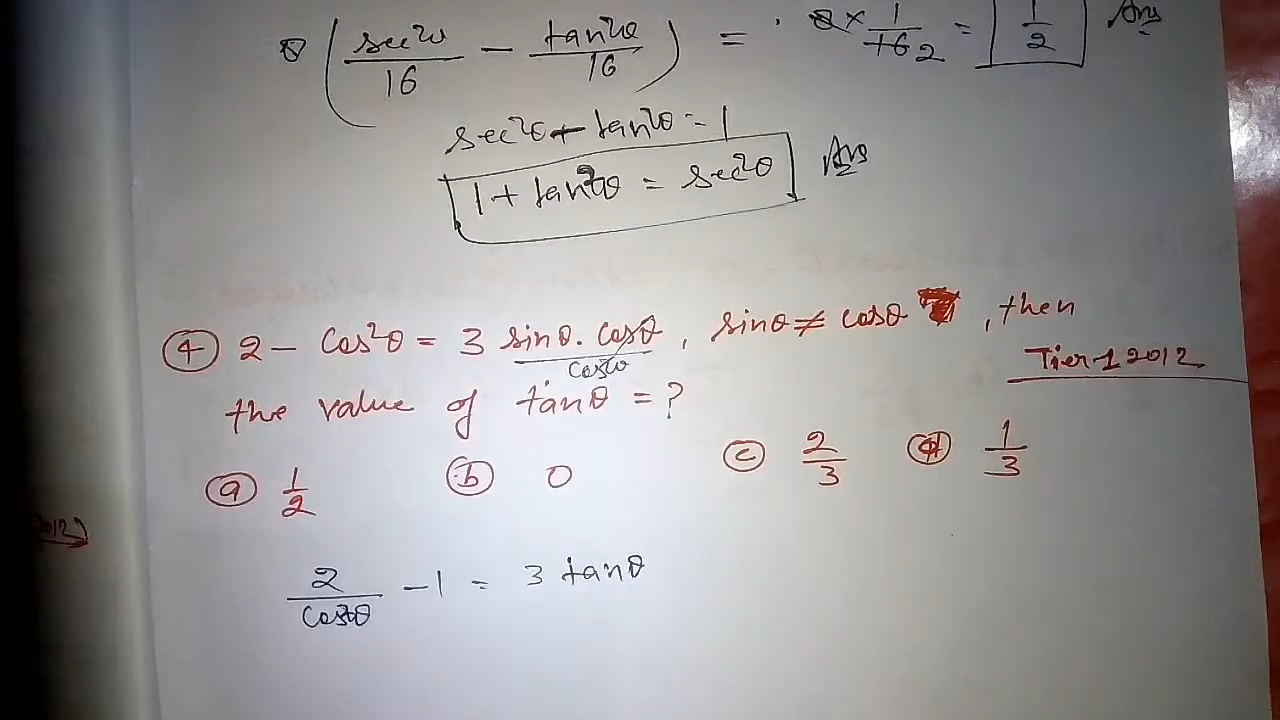 ( sec²θ/16 − tan²θ/16 ) = 8 × 1/16 2 = 1/2 Ans
sec²θ − tan²θ = 1
1 + tan²θ = sec²θ Ans
④ 2 − cos²θ = 3 sinθ. cosθ/cos²θ, sinθ ≠ cosθ, then
Tier-1 2012
the value of tanθ = ?
ⓐ 1/2 ⓑ 0 ⓒ 2/3 ⓓ 1/3
2012)
2/cos²θ − 1 = 3 tanθ